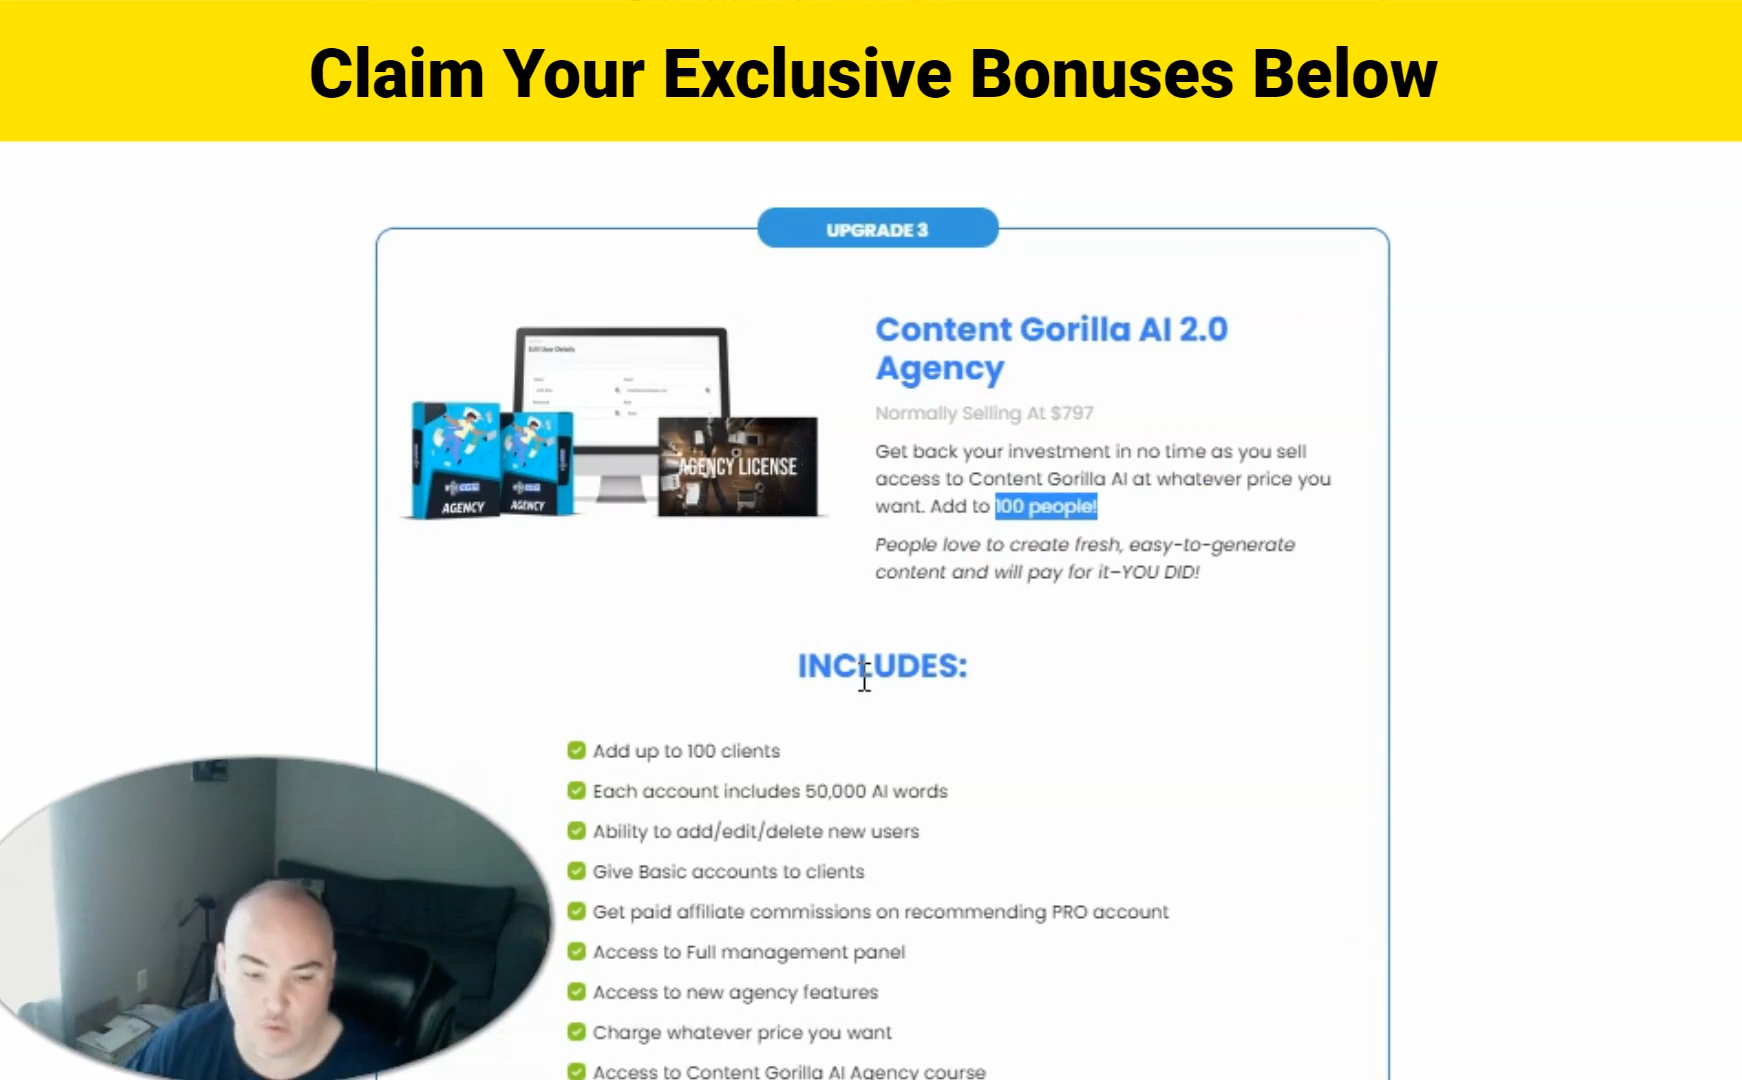 Claim Your Exclusive Bonuses Below
UPGRADE 3
Content Gorilla AI 2.0
Agency
Normally Selling At $797
Get back your investment in no time as you sell
access to Content Gorilla AI at whatever price you
want. Add to 100 people!
People love to create fresh, easy-to-generate
content and will pay for it–YOU DID!
AGENCY LICENSE
AGENCY
AGENCY
INCLUDES:
Add up to 100 clients
Each account includes 50,000 AI words
Ability to add/edit/delete new users
Give Basic accounts to clients
Get paid affiliate commissions on recommending PRO account
Access to Full management panel
Access to new agency features
Charge whatever price you want
Access to Content Gorilla AI Agency course